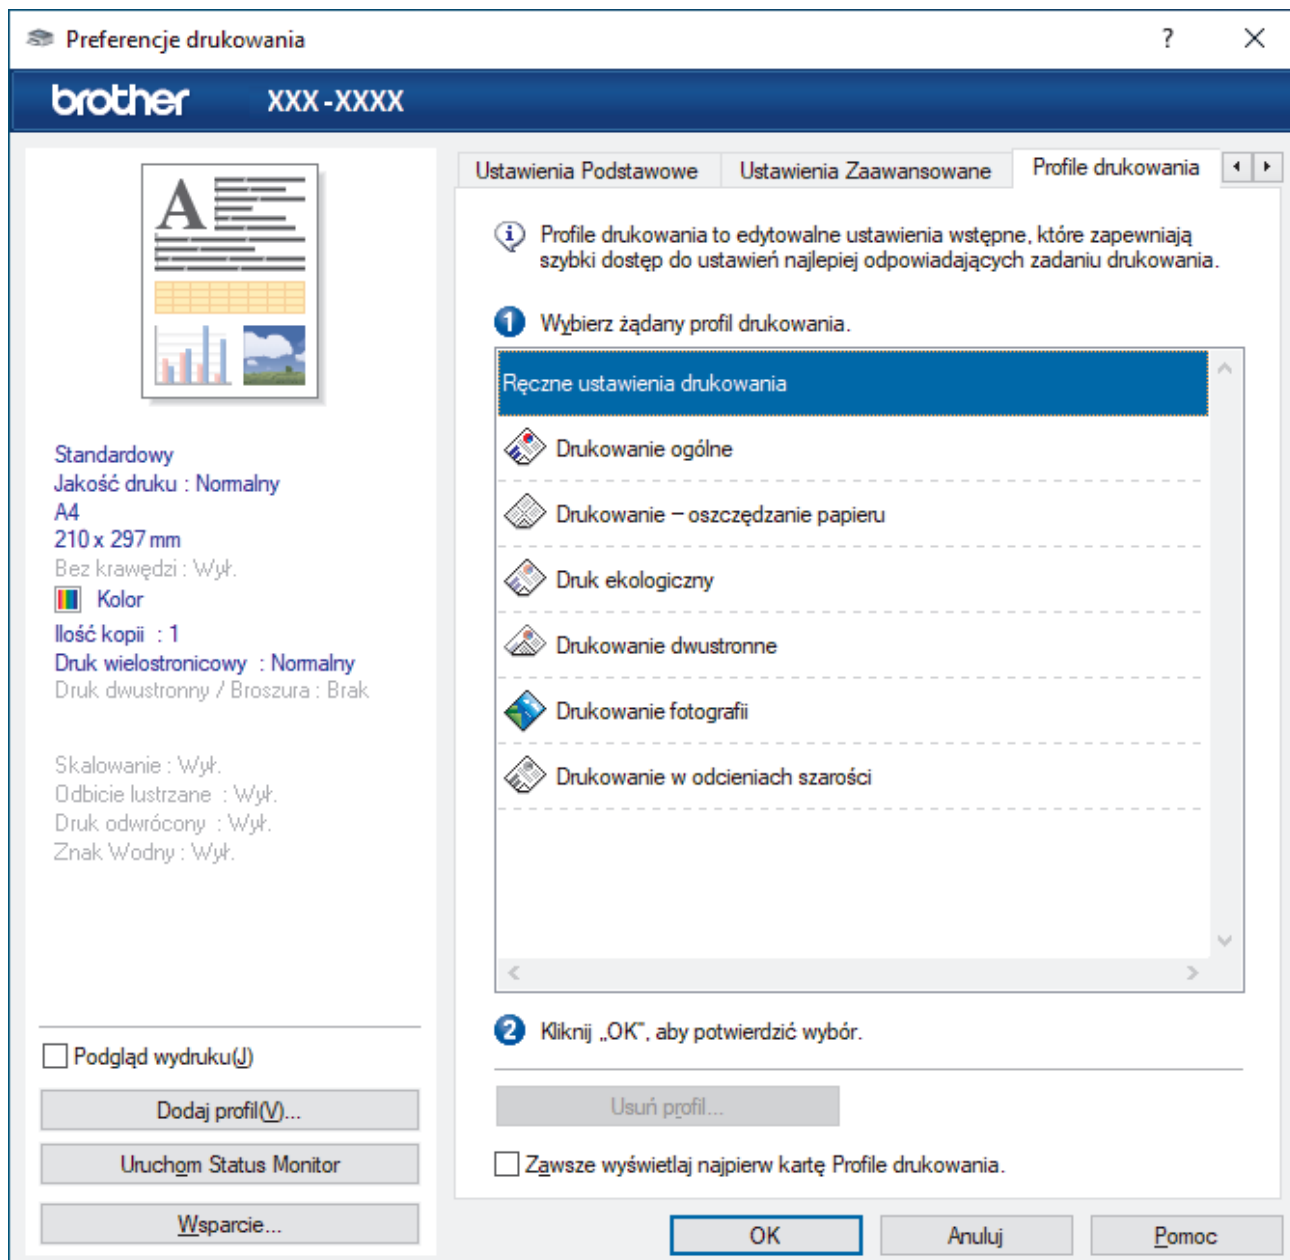 Preferencje drukowania
?
brother XXX-XXXX
A
Standardowy
Jakość druku : Normalny
A4
210 x 297 mm
Bez krawędzi : Wył.
Kolor
Ilość kopii : 1
Druk wielostronicowy : Normalny
Druk dwustronny / Broszura : Brak
Skalowanie : Wył.
Odbicie lustrzane : Wył.
Druk odwrócony : Wył.
Znak Wodny : Wył.
Podgląd wydruku(J)
Dodaj profil(V)...
Uruchom Status Monitor
Wsparcie...
Ustawienia Podstawowe
Ustawienia Zaawansowane
Profile drukowania
i
Profile drukowania to edytowalne ustawienia wstępne, które zapewniają
szybki dostęp do ustawień najlepiej odpowiadających zadaniu drukowania.
1 Wybierz żądany profil drukowania.
Ręczne ustawienia drukowania
Drukowanie ogólne
Drukowanie – oszczędzanie papieru
Druk ekologiczny
Drukowanie dwustronne
Drukowanie fotografii
Drukowanie w odcieniach szarości
2 Kliknij „OK”, aby potwierdzić wybór.
Usuń profil...
Zawsze wyświetlaj najpierw kartę Profile drukowania.
OK
Anuluj
Pomoc